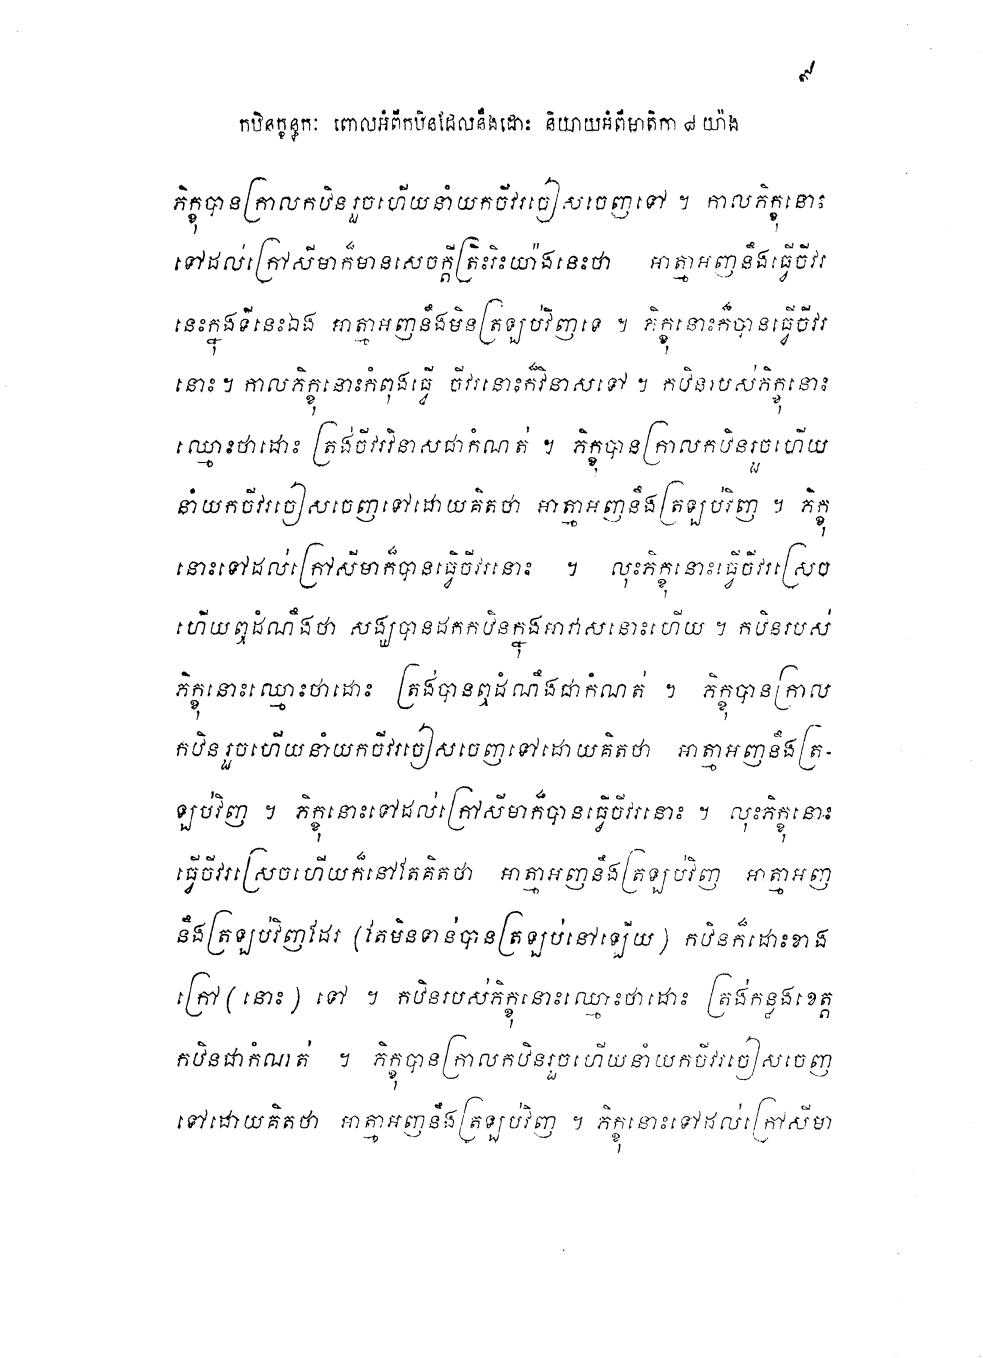 ៧
កឋិនក្ខន្ធកៈ ពោលអំពីកឋិនដែលនឹងដោះ និយាយអំពីមាតិកា ៨ យ៉ាង
ភិក្ខុបានក្រាលកឋិនរួចហើយនាំយកចីវរចៀសចេញទៅ ។ កាលភិក្ខុនោះ
ទៅដល់ក្រៅសីមាក៏មានសេចក្តីត្រិះរិះយ៉ាងនេះថា អាត្មាអញនឹងធ្វើចីវរ
នេះក្នុងទីនេះឯង អាត្មាអញនឹងមិនត្រឡប់វិញទេ ។ ភិក្ខុនោះក៏បានធ្វើចីវរ
នោះ ។ កាលភិក្ខុនោះកំពុងធ្វើ ចីវរនោះក៏វិនាសទៅ ។ កឋិនរបស់ភិក្ខុនោះ
ឈ្មោះថាដោះ ត្រង់ចីវរវិនាសជាកំណត់ ។ ភិក្ខុបានក្រាលកឋិនរួចហើយ
នាំយកចីវរចៀសចេញទៅដោយគិតថា អាត្មាអញនឹងត្រឡប់វិញ ។ ភិក្ខុ
នោះទៅដល់ក្រៅសីមាក៏បានធ្វើចីវរនោះ ។ លុះភិក្ខុនោះធ្វើចីវរស្រេច
ហើយឮដំណឹងថា សង្ឃបានដកកឋិនក្នុងអាវាសនោះហើយ ។ កឋិនរបស់
ភិក្ខុនោះឈ្មោះថាដោះ ត្រង់បានឮដំណឹងជាកំណត់ ។ ភិក្ខុបានក្រាល
កឋិនរួចហើយនាំយកចីវរចៀសចេញទៅដោយគិតថា អាត្មាអញនឹងត្រ-
ឡប់វិញ ។ ភិក្ខុនោះទៅដល់ក្រៅសីមាក៏បានធ្វើចីវរនោះ ។ លុះភិក្ខុនោះ
ធ្វើចីវរស្រេចហើយក៏នៅតែគិតថា អាត្មាអញនឹងត្រឡប់វិញ អាត្មាអញ
នឹងត្រឡប់វិញដែរ (តែមិនទាន់បានត្រឡប់នៅឡើយ) កឋិនក៏ដោះខាង
ក្រៅ (នោះ) ទៅ ។ កឋិនរបស់ភិក្ខុនោះឈ្មោះថាដោះ ត្រង់កន្លងខេត្ត
កឋិនជាកំណត់ ។ ភិក្ខុបានក្រាលកឋិនរួចហើយនាំយកចីវរចៀសចេញ
ទៅដោយគិតថា អាត្មាអញនឹងត្រឡប់វិញ ។ ភិក្ខុនោះទៅដល់ក្រៅសីមា